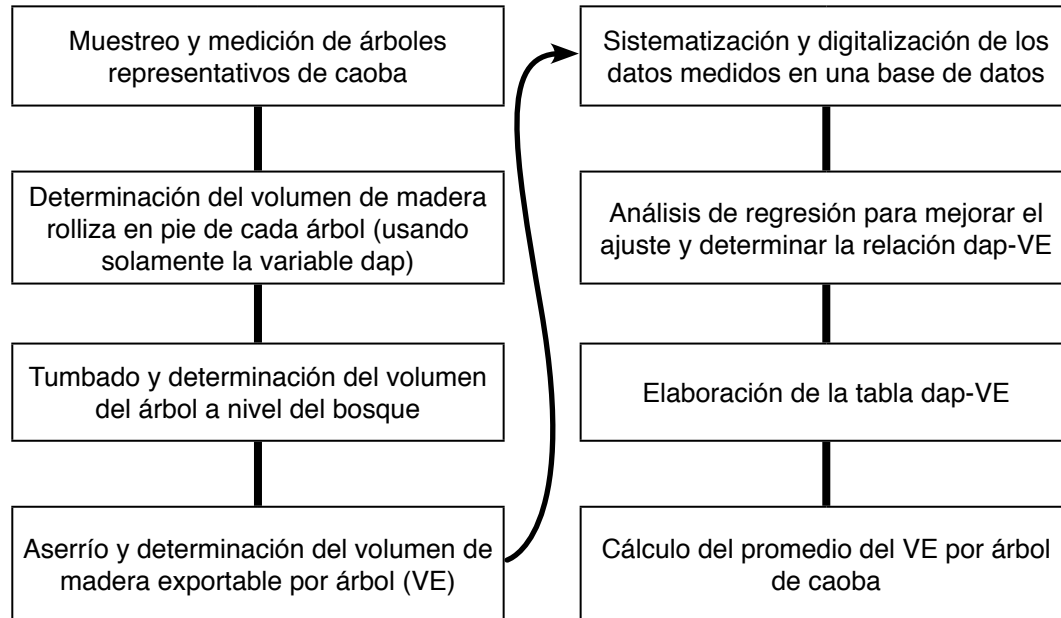 Muestreo y medición de árboles
representativos de caoba
Determinación del volumen de madera
rolliza en pie de cada árbol (usando
solamente la variable dap)
Tumbado y determinación del volumen
del árbol a nivel del bosque
Aserrío y determinación del volumen de
madera exportable por árbol (VE)
Sistematización y digitalización de los
datos medidos en una base de datos
Análisis de regresión para mejorar el
ajuste y determinar la relación dap-VE
Elaboración de la tabla dap-VE
Cálculo del promedio del VE por árbol
de caoba